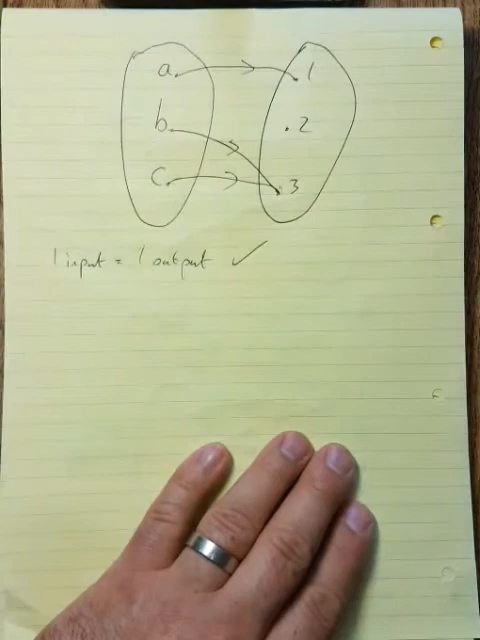 a 1
b .2
c 3
1 input = 1 output ✓